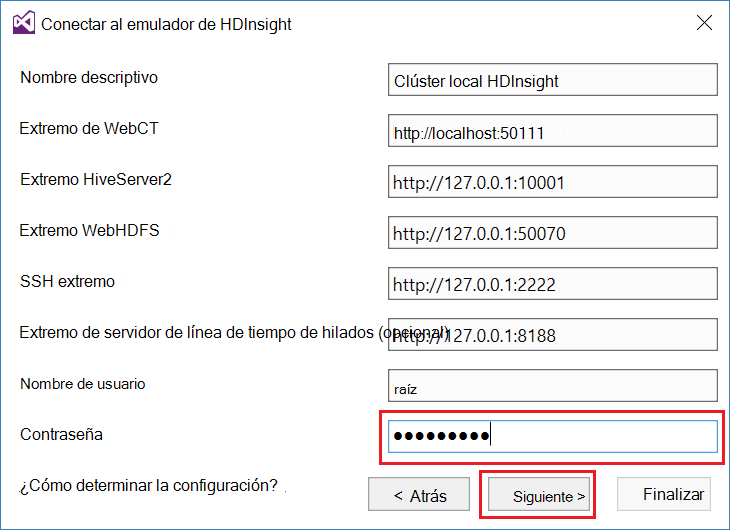 Conectar al emulador de HDInsight
Nombre descriptivo
Clúster local HDInsight
Extremo de WebCT
http://localhost:50111
Extremo HiveServer2
http://127.0.0.1:10001
Extremo WebHDFS
http://127.0.0.1:50070
SSH extremo
http://127.0.0.1:2222
Extremo de servidor de línea de tiempo de hilados (opcional)
http://127.0.0.1:8188
Nombre de usuario
raíz
Contraseña
●●●●●●●●●
¿Cómo determinar la configuración?
< Atrás
Siguiente >
Finalizar